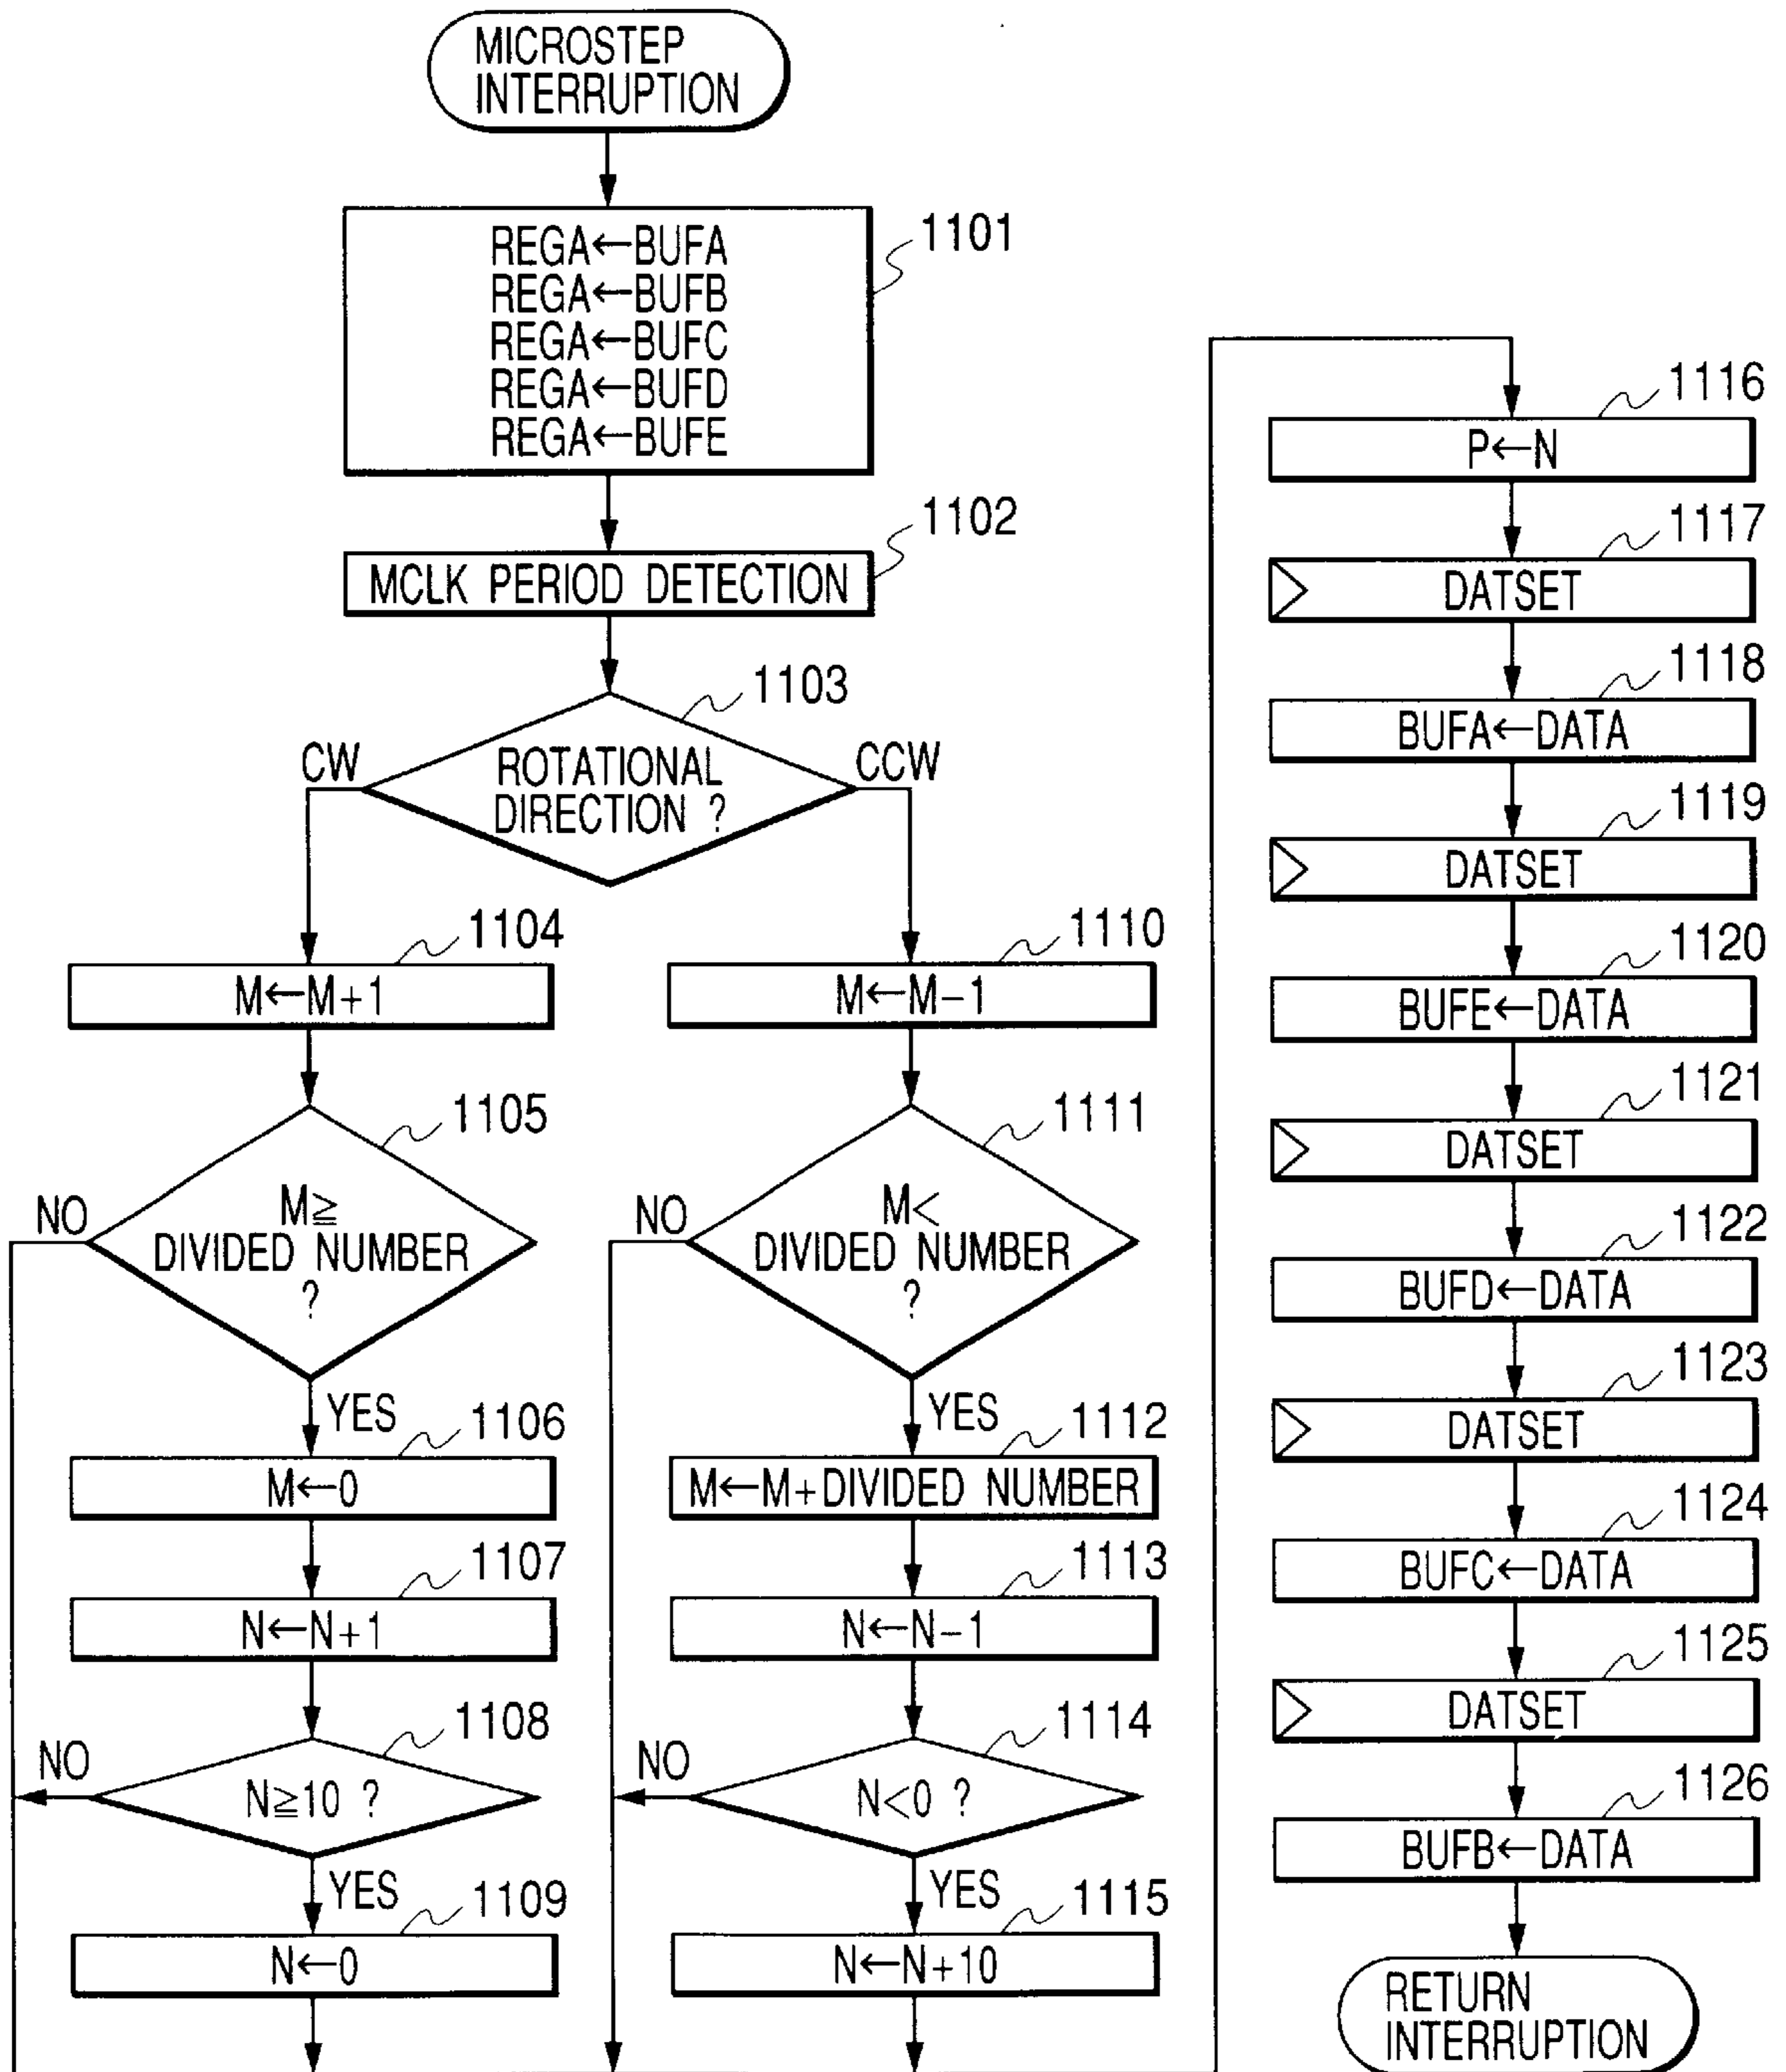 MICROSTEP
INTERRUPTION
REGA←BUFA
REGA←BUFB
REGA←BUFC
REGA←BUFD
REGA←BUFE
1101
MCLK PERIOD DETECTION
1102
ROTATIONAL
DIRECTION ?
1103
CW
CCW
1104
M←M+1
1105
M≧
DIVIDED NUMBER
?
NO
YES
1106
M←0
1107
N←N+1
1108
N≧10 ?
NO
YES
1109
N←0
1110
M←M−1
1111
M<
DIVIDED NUMBER
?
NO
YES
1112
M←M+DIVIDED NUMBER
1113
N←N−1
1114
N<0 ?
NO
YES
1115
N←N+10
1116
P←N
1117
DATSET
1118
BUFA←DATA
1119
DATSET
1120
BUFE←DATA
1121
DATSET
1122
BUFD←DATA
1123
DATSET
1124
BUFC←DATA
1125
DATSET
1126
BUFB←DATA
RETURN
INTERRUPTION